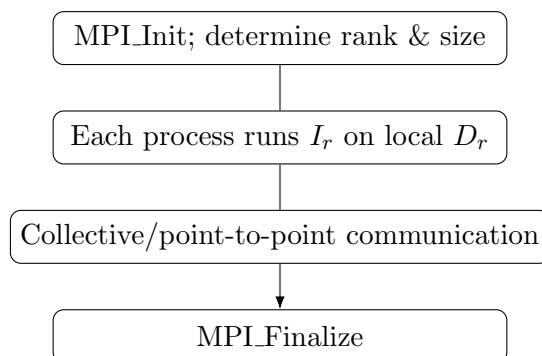 MPI_Init; determine rank & size
Each process runs I_r on local D_r
Collective/point-to-point communication
MPI_Finalize